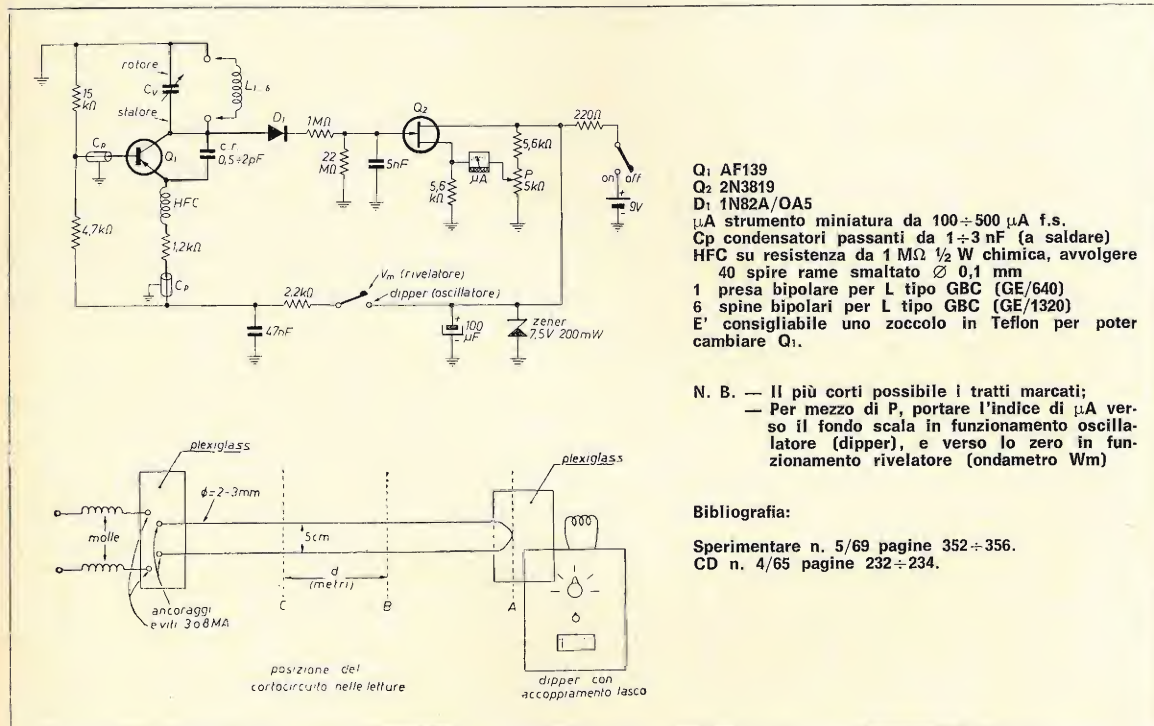 rotore
Cv
L1_6
15
kΩ
statore
Cp
Q1
c r
0,5÷2pF
D1
1MΩ
22
MΩ
5nF
Q2
5,6
kΩ
μA
5,6kΩ
P
5kΩ
220Ω
on
off
+
9V
-
HFC
4,7kΩ
1,2kΩ
Cp
Vm (rivelatore)
dipper (oscillatore)
2,2kΩ
47nF
+
100
μF
-
zener
7,5V 200mW
Q1 AF139
Q2 2N3819
D1 1N82A/OA5
μA strumento miniatura da 100÷500 μA f.s.
Cp condensatori passanti da 1÷3 nF (a saldare)
HFC su resistenza da 1 MΩ ½ W chimica, avvolgere
40 spire rame smaltato Ø 0,1 mm
1 presa bipolare per L tipo GBC (GE/640)
6 spine bipolari per L tipo GBC (GE/1320)
E' consigliabile uno zoccolo in Teflon per poter
cambiare Q1.
N. B. — Il più corti possibile i tratti marcati;
— Per mezzo di P, portare l'indice di μA ver-
so il fondo scala in funzionamento oscilla-
latore (dipper), e verso lo zero in fun-
zionamento rivelatore (ondametro Wm)
Bibliografia:
Sperimentare n. 5/69 pagine 352÷356.
CD n. 4/65 pagine 232÷234.
plexiglass
ϕ=2-3mm
molle
5cm
d
(metri)
C
B
A
plexiglass
ancoraggi
e viti 3o8MA
posizione del
cortocircuito nelle letture
dipper con
accoppiamento lasco